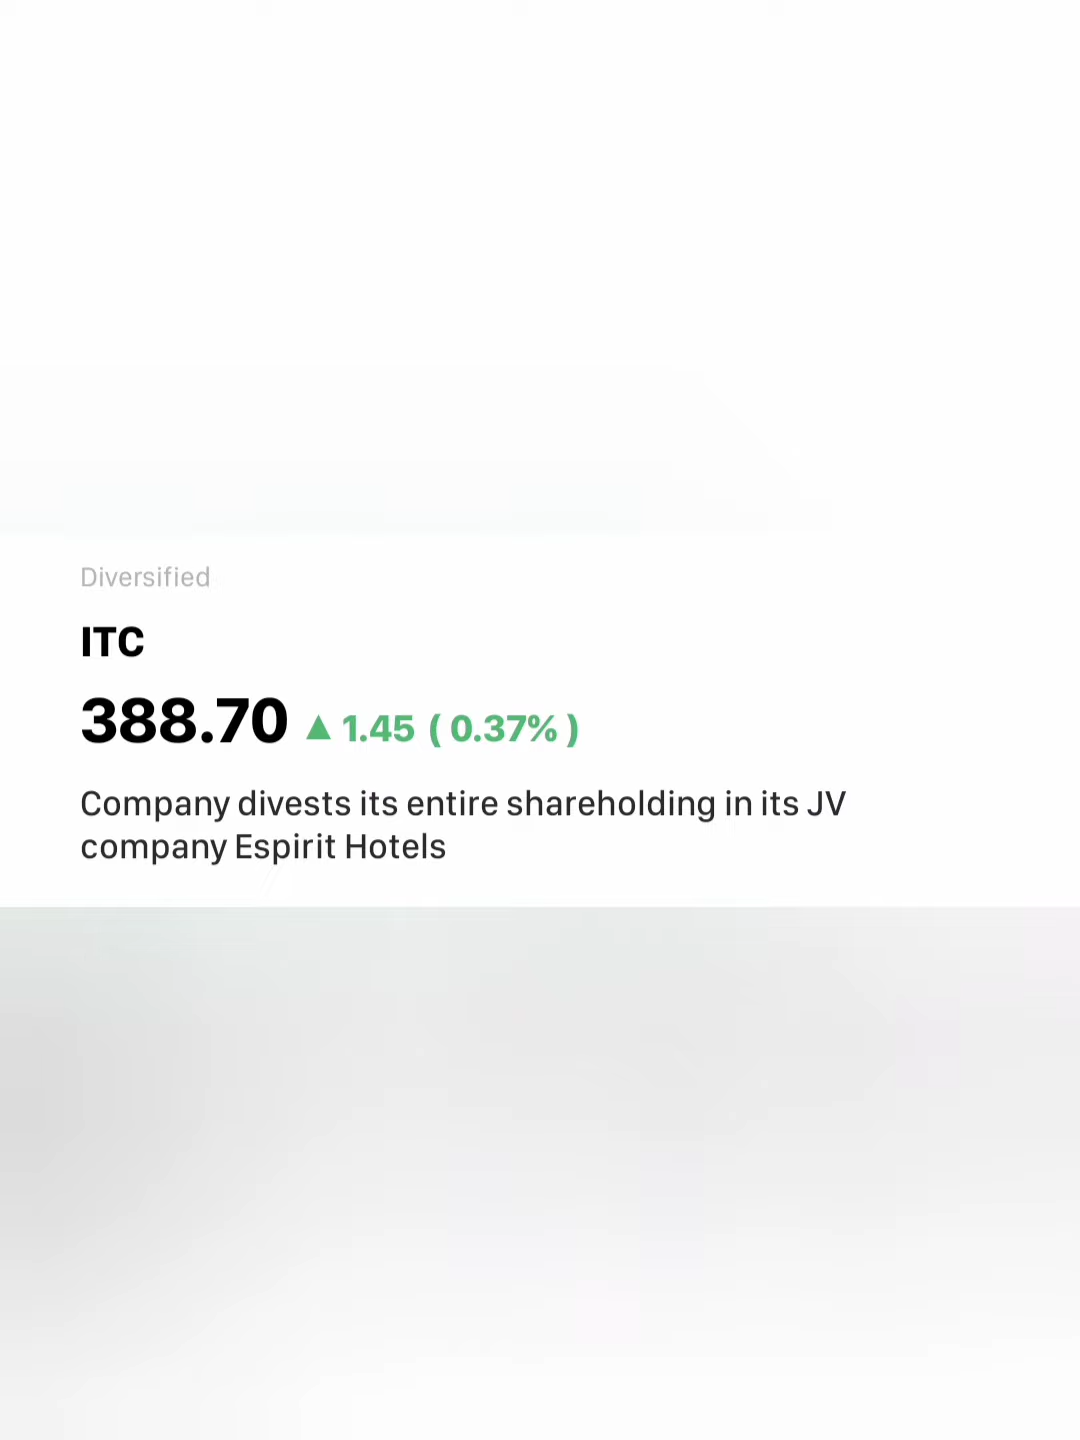 Diversified
ITC
388.70 ▲ 1.45 ( 0.37% )
Company divests its entire shareholding in its JV
company Espirit Hotels